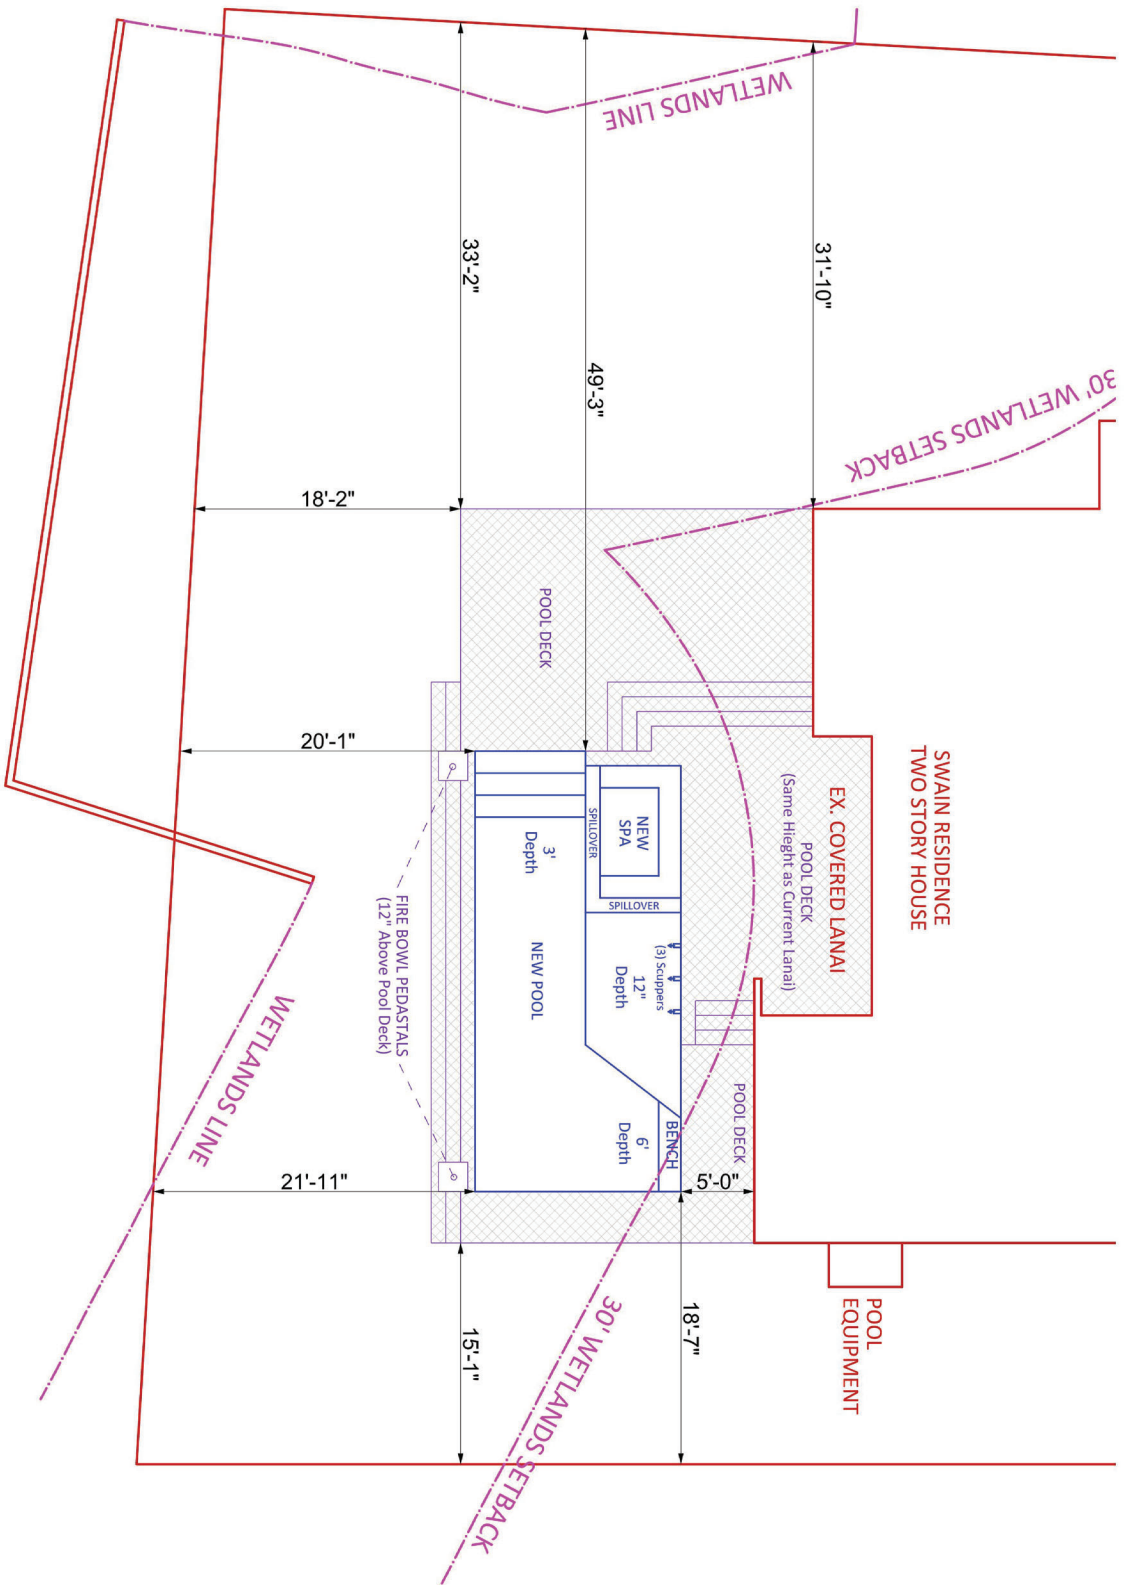 WETLANDS LINE
33'-2"
49'-3"
31'-10"
30' WETLANDS SETBACK
18'-2"
POOL DECK
20'-1"
SWAIN RESIDENCE
TWO STORY HOUSE
EX. COVERED LANAI
POOL DECK
(Same Hieght as Current Lanai)
NEW
SPA
SPILLOVER
SPILLOVER
3'
Depth
NEW POOL
12"
Depth
(3) Scuppers
FIRE BOWL PEDASTALS
(12" Above Pool Deck)
WETLANDS LINE
POOL DECK
BENCH
6'
Depth
5'-0"
21'-11"
18'-7"
15'-1"
POOL
EQUIPMENT
30' WETLANDS SETBACK